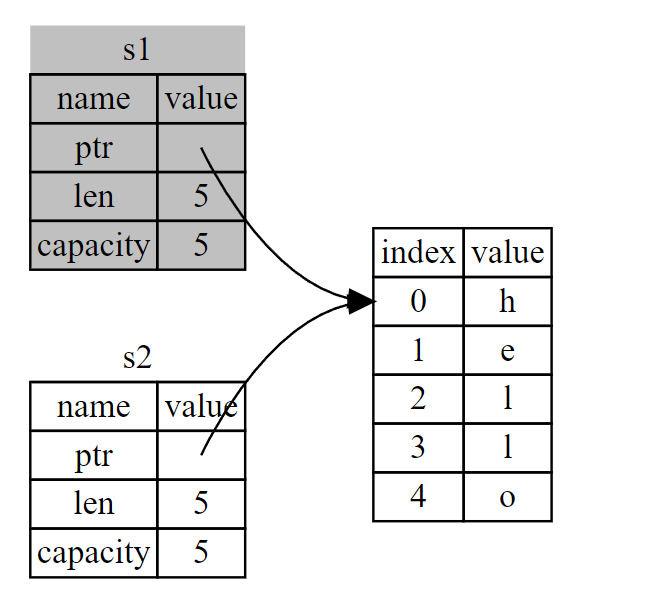 s1
name value
ptr
len 5
capacity 5
s2
name value
ptr
len 5
capacity 5
index value
0 h
1 e
2 l
3 l
4 o